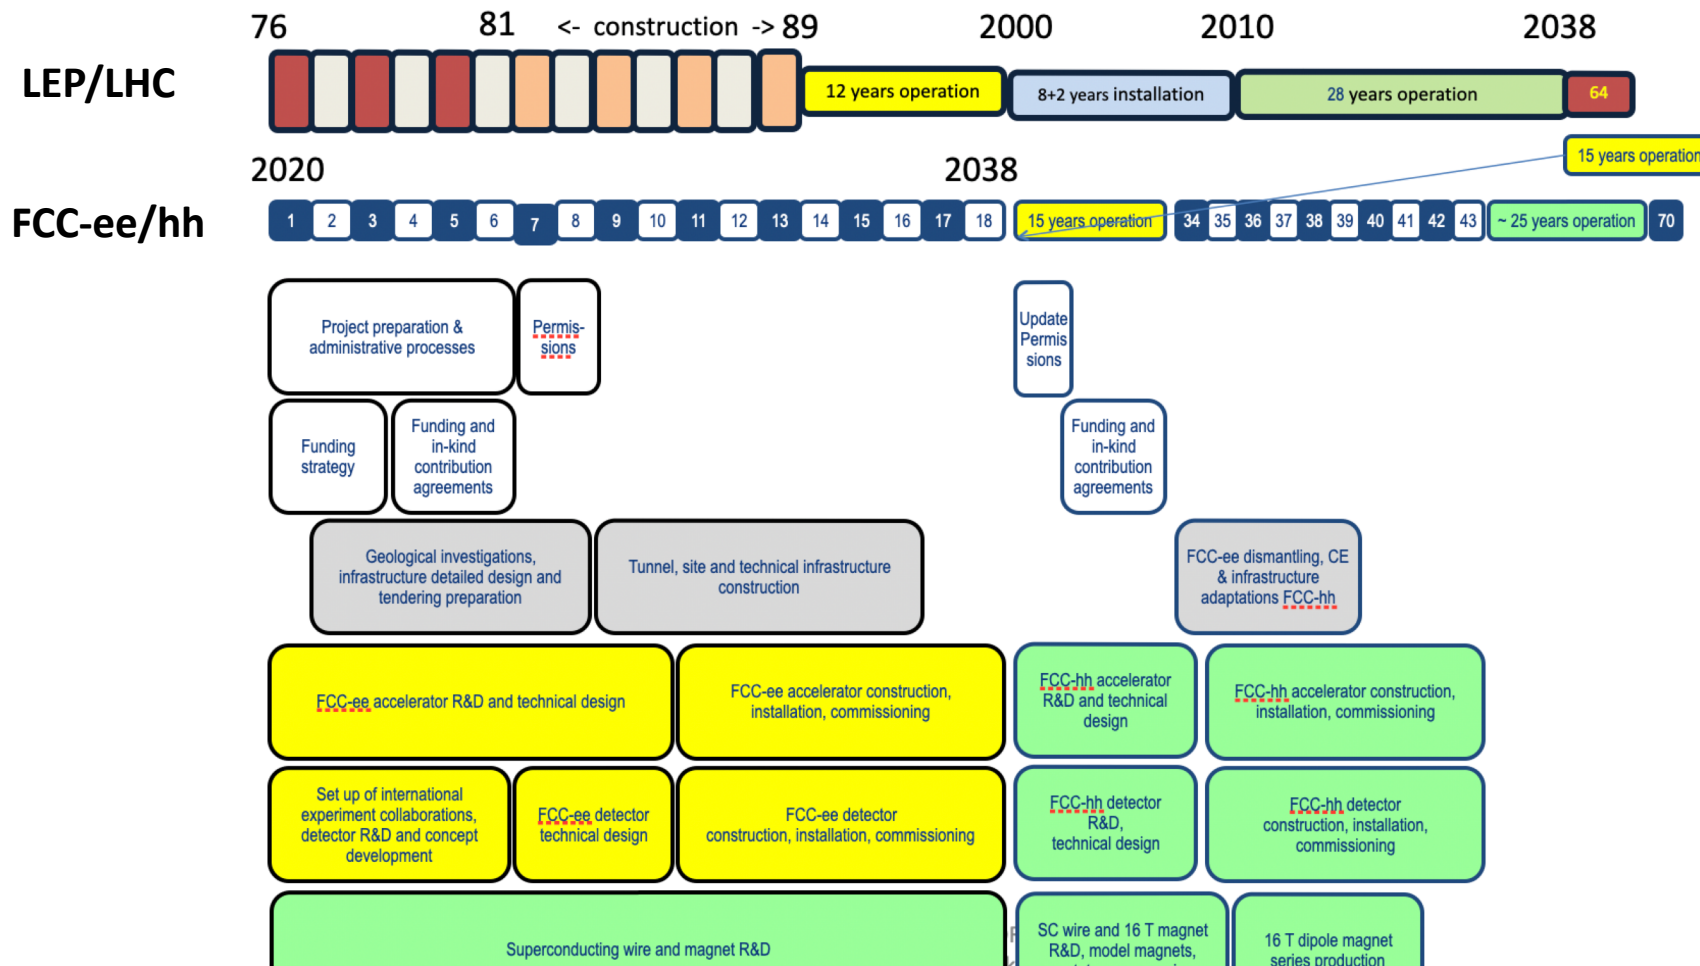 76 81 <- construction -> 89 2000 2010 2038
LEP/LHC
12 years operation
8+2 years installation
28 years operation
64
15 years operation
2020 2038
FCC-ee/hh
1 2 3 4 5 6 7 8 9 10 11 12 13 14 15 16 17 18
15 years operation
34 35 36 37 38 39 40 41 42 43
~ 25 years operation
70
Project preparation &
administrative processes
Permis-
sions
Update
Permis
sions
Funding
strategy
Funding and
in-kind
contribution
agreements
Funding and
in-kind
contribution
agreements
Geological investigations,
infrastructure detailed design and
tendering preparation
Tunnel, site and technical infrastructure
construction
FCC-ee dismantling, CE
& infrastructure
adaptations FCC-hh
FCC-ee accelerator R&D and technical design
FCC-ee accelerator construction,
installation, commissioning
FCC-hh accelerator
R&D and technical
design
FCC-hh accelerator construction,
installation, commissioning
Set up of international
experiment collaborations,
detector R&D and concept
development
FCC-ee detector
technical design
FCC-ee detector
construction, installation, commissioning
FCC-hh detector
R&D,
technical design
FCC-hh detector
construction, installation,
commissioning
Superconducting wire and magnet R&D
SC wire and 16 T magnet
R&D, model magnets,
16 T dipole magnet
series production